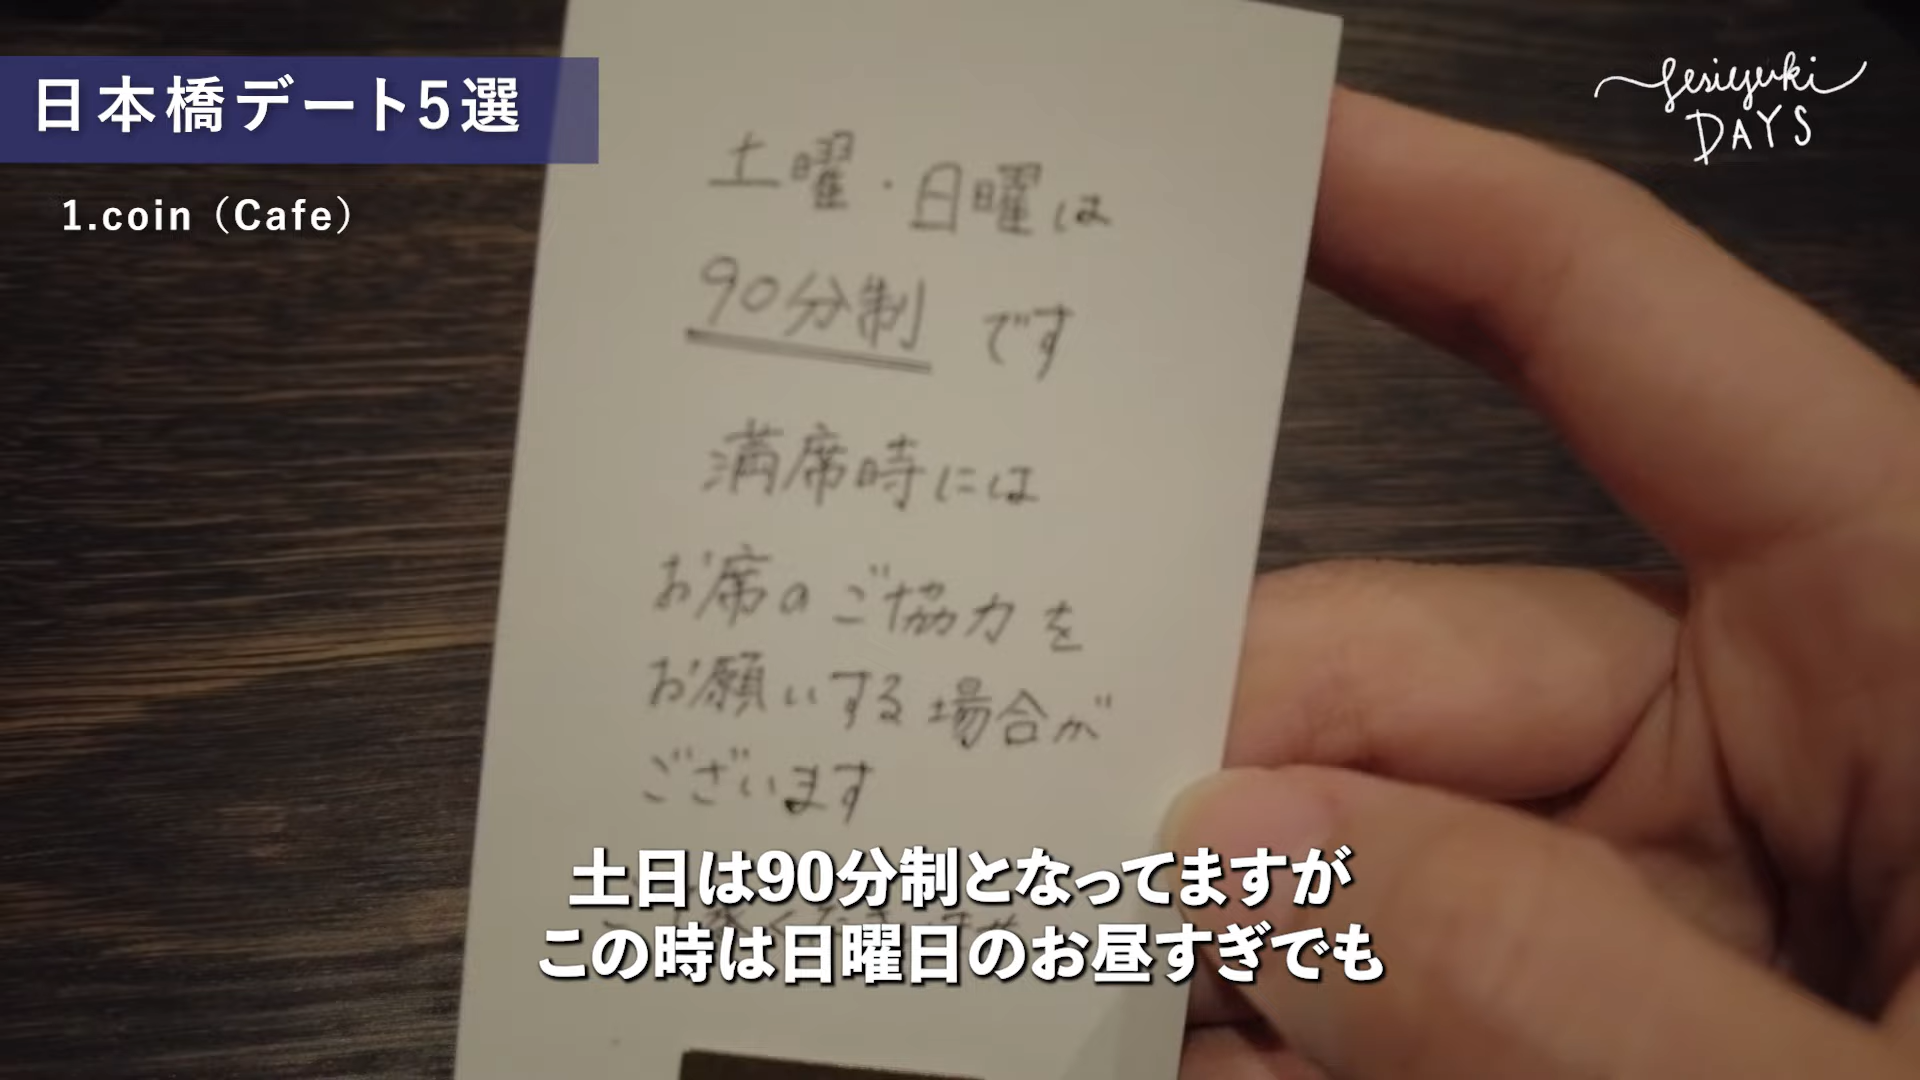 日本橋デート5選
1.coin（Cafe）
DAYS
土曜・日曜は
90分制 です
満席時には
お席のご協力を
お願いする場合が
ございます
土日は90分制となってますが
この時は日曜日のお昼すぎでも